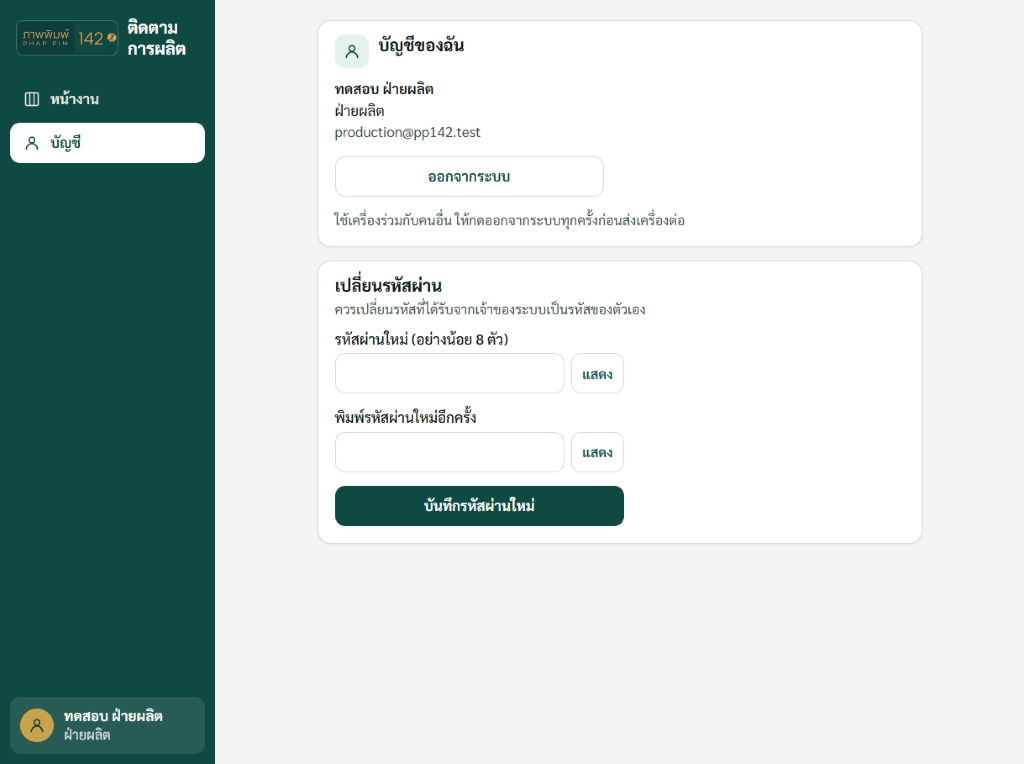 ภาพพิมพ์
PHAP PIM
142
ติดตาม
การผลิต
หน้างาน
บัญชี
ทดสอบ ฝ่ายผลิต
ฝ่ายผลิต
บัญชีของฉัน
ทดสอบ ฝ่ายผลิต
ฝ่ายผลิต
production@pp142.test
ออกจากระบบ
ใช้เครื่องร่วมกับคนอื่น ให้กดออกจากระบบทุกครั้งก่อนส่งเครื่องต่อ
เปลี่ยนรหัสผ่าน
ควรเปลี่ยนรหัสที่ได้รับจากเจ้าของระบบเป็นรหัสของตัวเอง
รหัสผ่านใหม่ (อย่างน้อย 8 ตัว)
แสดง
พิมพ์รหัสผ่านใหม่อีกครั้ง
แสดง
บันทึกรหัสผ่านใหม่